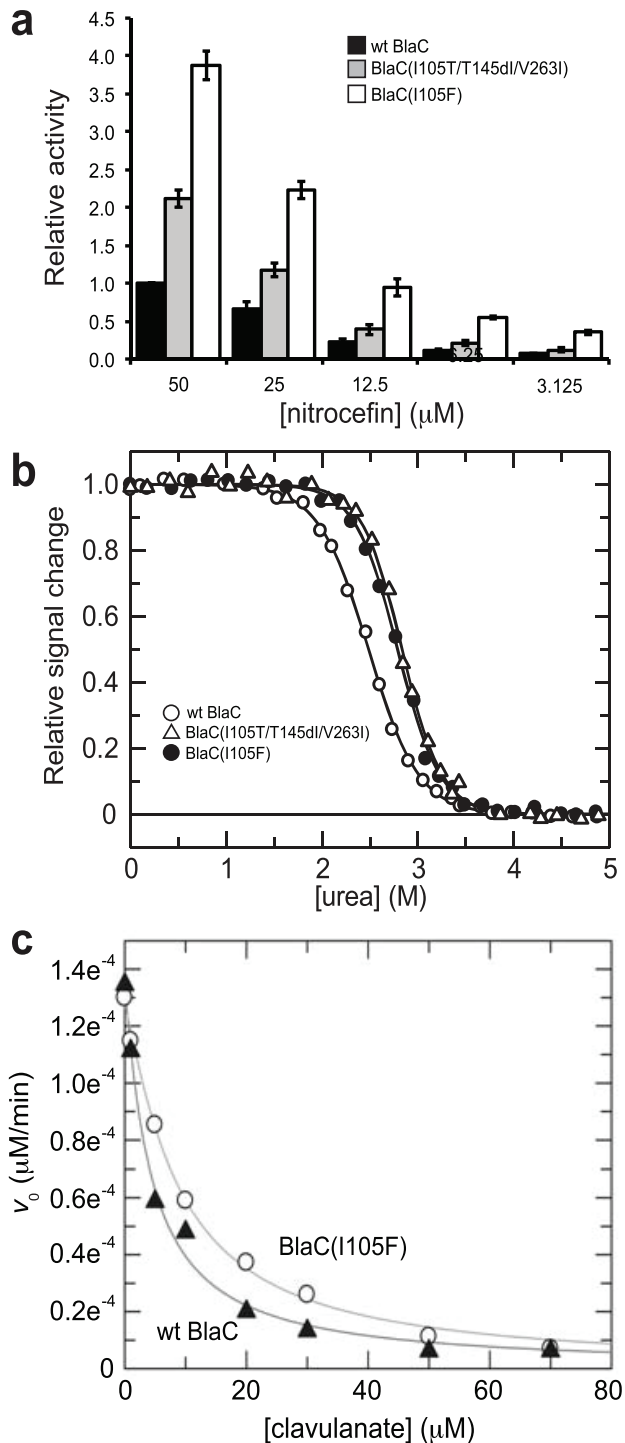 a
Relative activity
4.5
4.0
3.5
3.0
2.5
2.0
1.5
1.0
0.5
0.0
wt BlaC
BlaC(I105T/T145dI/V263I)
BlaC(I105F)
50
25
12.5
6.25
3.125
[nitrocefin] (μM)
b
Relative signal change
1.0
0.8
0.6
0.4
0.2
0
wt BlaC
BlaC(I105T/T145dI/V263I)
BlaC(I105F)
0 1 2 3 4 5
[urea] (M)
c
v₀ (μM/min)
1.4e⁻⁴
1.2e⁻⁴
1.0e⁻⁴
0.8e⁻⁴
0.6e⁻⁴
0.4e⁻⁴
0.2e⁻⁴
0
BlaC(I105F)
wt BlaC
0 20 40 60 80
[clavulanate] (μM)